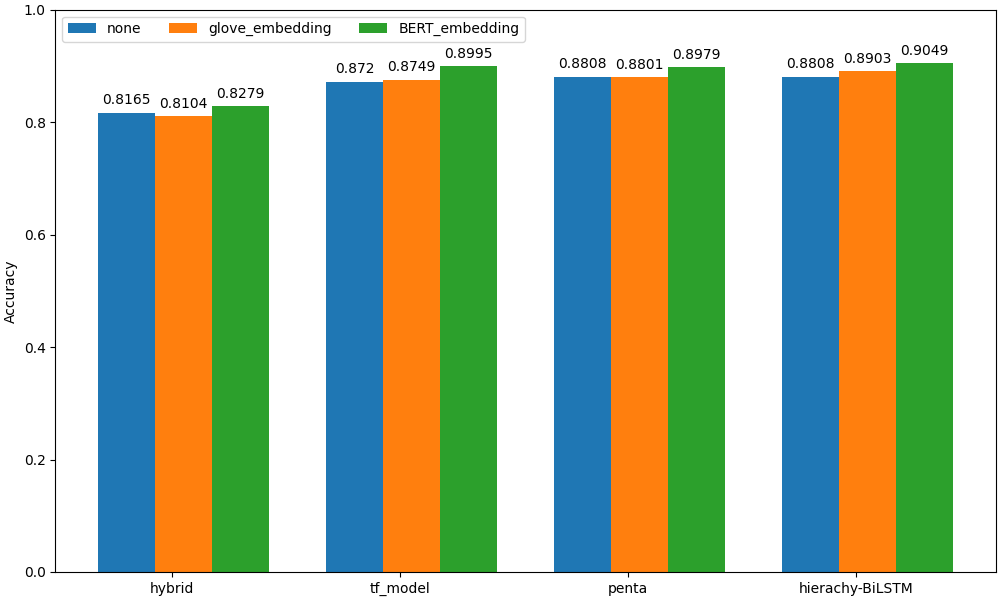 none glove_embedding BERT_embedding
0.8165 0.8104 0.8279 0.872 0.8749 0.8995 0.8808 0.8801 0.8979 0.8808 0.8903 0.9049
Accuracy
1.0
0.8
0.6
0.4
0.2
0.0
hybrid tf_model penta hierachy-BiLSTM